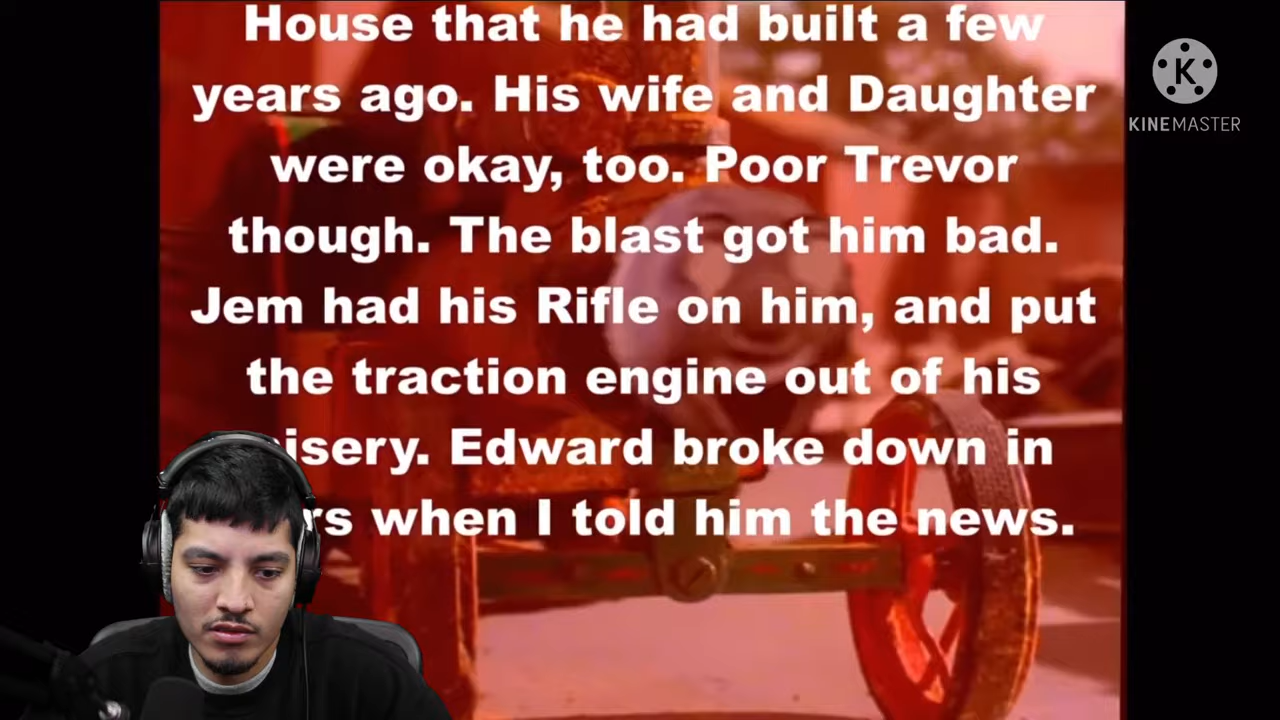 House that he had built a few
years ago. His wife and Daughter
were okay, too. Poor Trevor
though. The blast got him bad.
Jem had his Rifle on him, and put
the traction engine out of his
isery. Edward broke down in
rs when I told him the news.
K
KINEMASTER